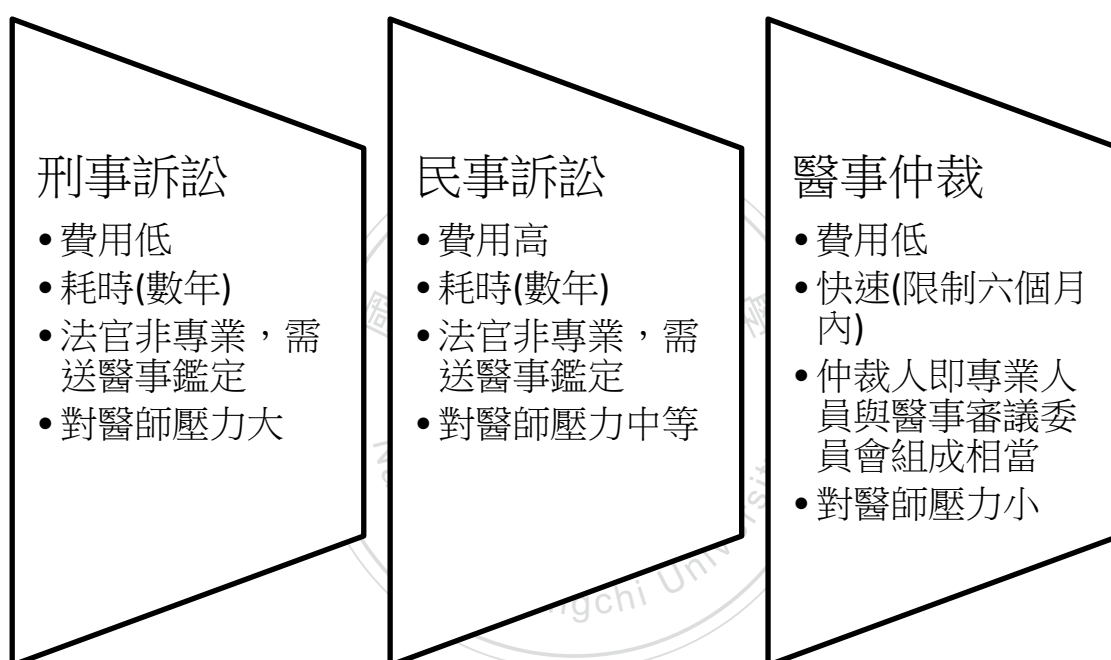 刑事訴訟
•費用低
•耗時(數年)
•法官非專業，需
送醫事鑑定
•對醫師壓力大
民事訴訟
•費用高
•耗時(數年)
•法官非專業，需
送醫事鑑定
•對醫師壓力中等
醫事仲裁
•費用低
•快速(限制六個月
內)
•仲裁人即專業人
員與醫事審議委
員會組成相當
•對醫師壓力小
ngchi Univ